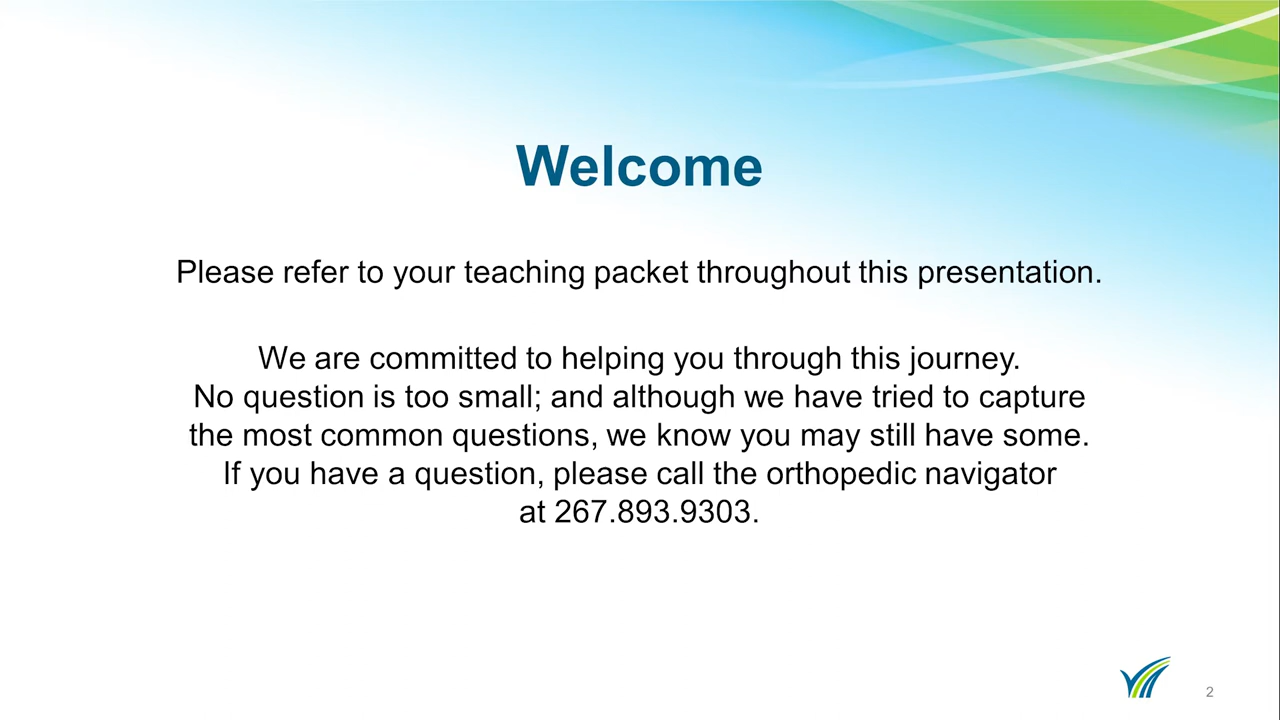 Welcome
Please refer to your teaching packet throughout this presentation.
We are committed to helping you through this journey.
No question is too small; and although we have tried to capture
the most common questions, we know you may still have some.
If you have a question, please call the orthopedic navigator
at 267.893.9303.
2